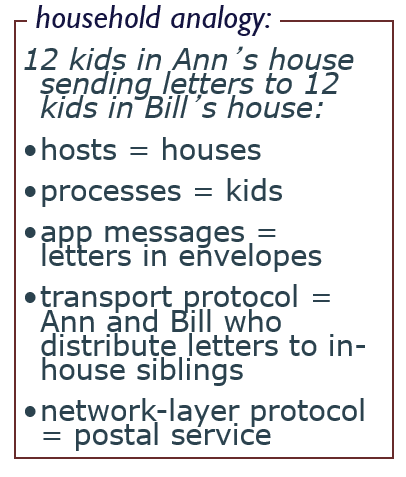 household analogy:
12 kids in Ann’s house
sending letters to 12
kids in Bill’s house:
•hosts = houses
•processes = kids
•app messages =
letters in envelopes
•transport protocol =
Ann and Bill who
distribute letters to in-
house siblings
•network-layer protocol
= postal service